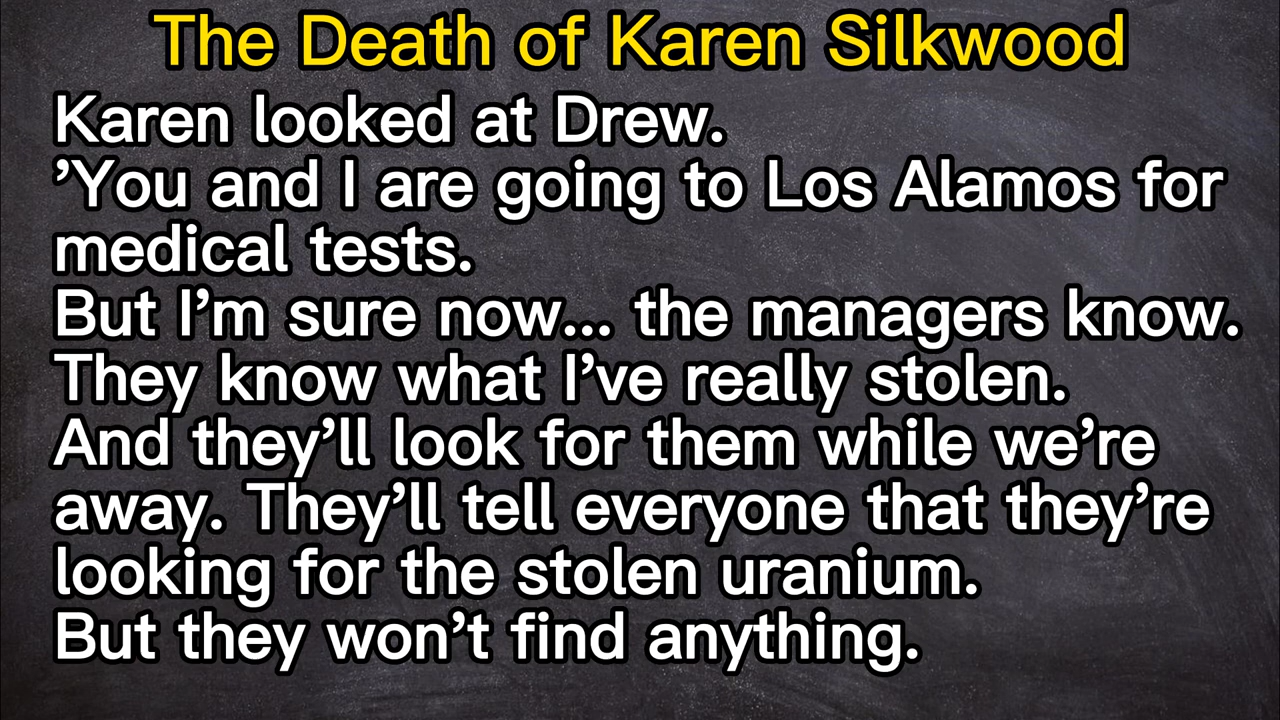 The Death of Karen Silkwood
Karen looked at Drew.
’You and I are going to Los Alamos for
medical tests.
But I’m sure now... the managers know.
They know what I’ve really stolen.
And they’ll look for them while we’re
away. They’ll tell everyone that they’re
looking for the stolen uranium.
But they won’t find anything.